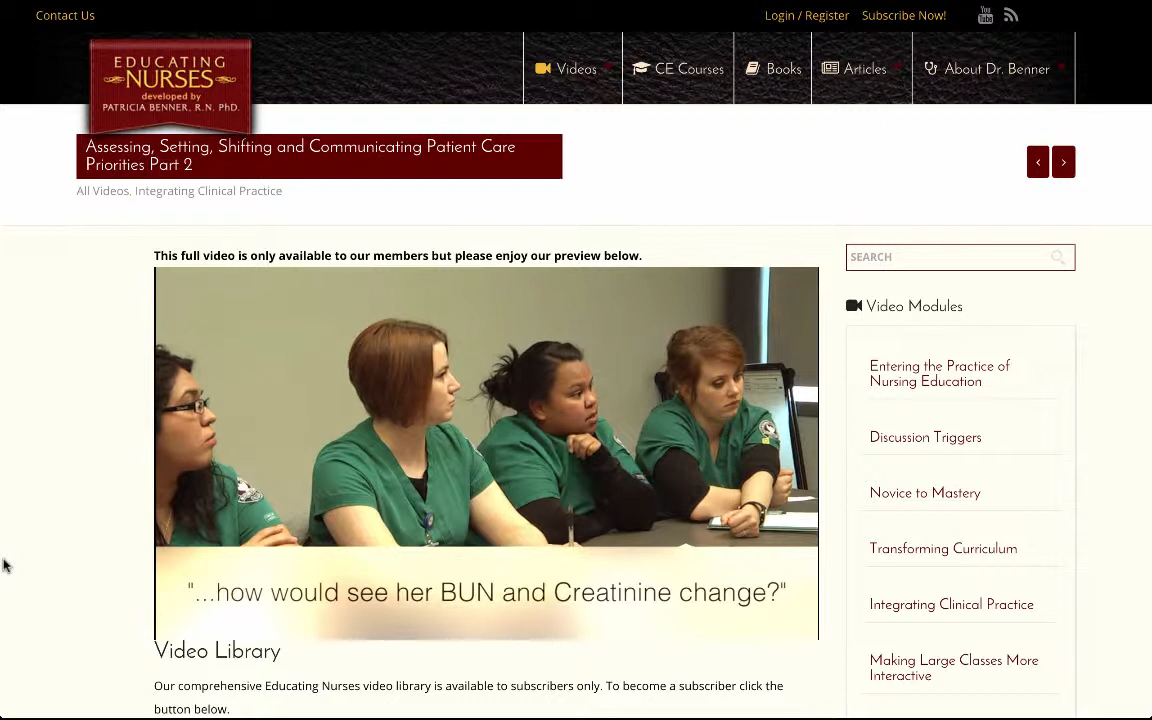 Contact Us
Login / Register
Subscribe Now!
You
Tube
EDUCATING
NURSES
developed by
PATRICIA BENNER, R.N, PhD.
Videos
CE Courses
Books
Articles
About Dr. Benner
Assessing, Setting, Shifting and Communicating Patient Care
Priorities Part 2
All Videos, Integrating Clinical Practice
‹ ›
This full video is only available to our members but please enjoy our preview below.
"...how would see her BUN and Creatinine change?"
Video Library
Our comprehensive Educating Nurses video library is available to subscribers only. To become a subscriber click the
button below.
SEARCH
Video Modules
Entering the Practice of
Nursing Education
Discussion Triggers
Novice to Mastery
Transforming Curriculum
Integrating Clinical Practice
Making Large Classes More
Interactive